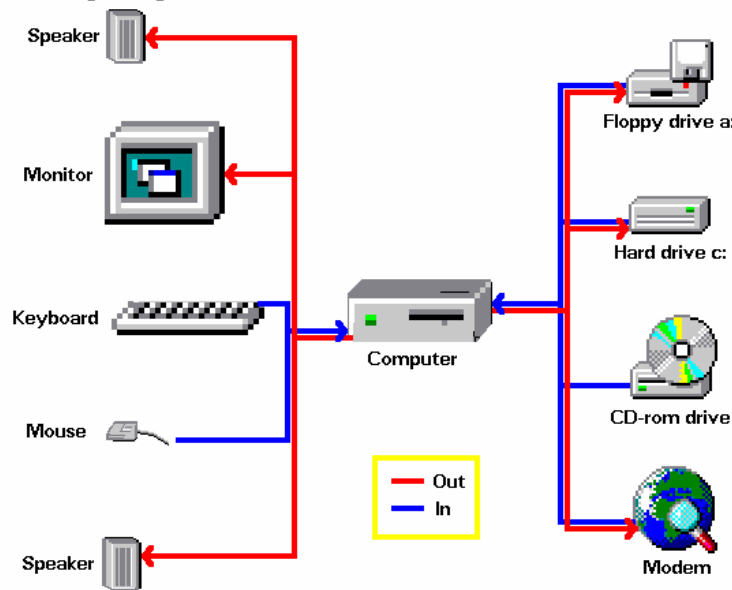 Speaker
Monitor
Keyboard
Mouse
Speaker
Computer
Out
In
Floppy drive a:
Hard drive c:
CD-rom drive
Modem